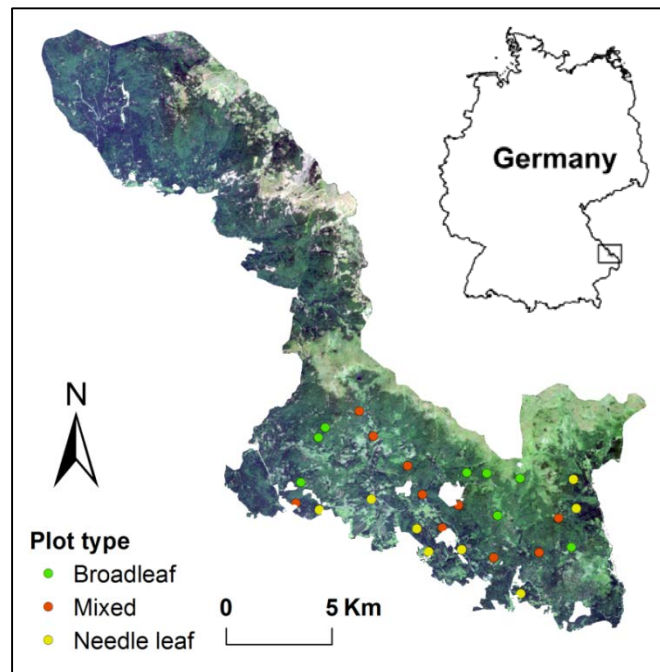 Germany
N
Plot type
Broadleaf
Mixed
Needle leaf
0 5 Km